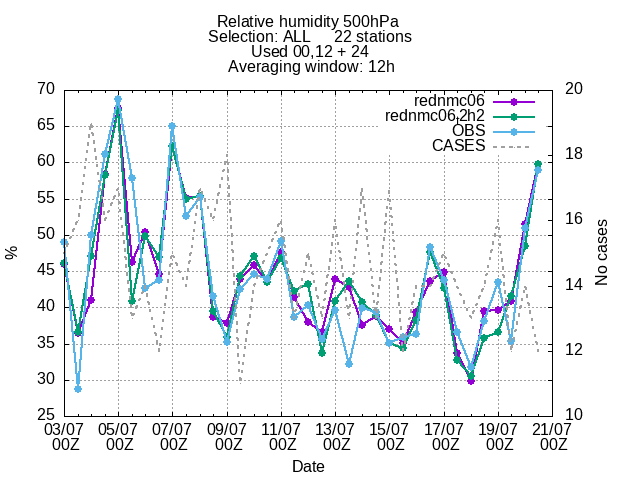 Relative humidity 500hPa
Selection: ALL 22 stations
Used 00,12 + 24
Averaging window: 12h
70 20
rednmc06
rednmc06.2h2
65
OBS
CASES
60 18
55
50 16
% No cases
45 14
40
35 12
30
25 10
03/07 05/07 07/07 09/07 11/07 13/07 15/07 17/07 19/07 21/07
00Z 00Z 00Z 00Z 00Z 00Z 00Z 00Z 00Z 00Z
Date